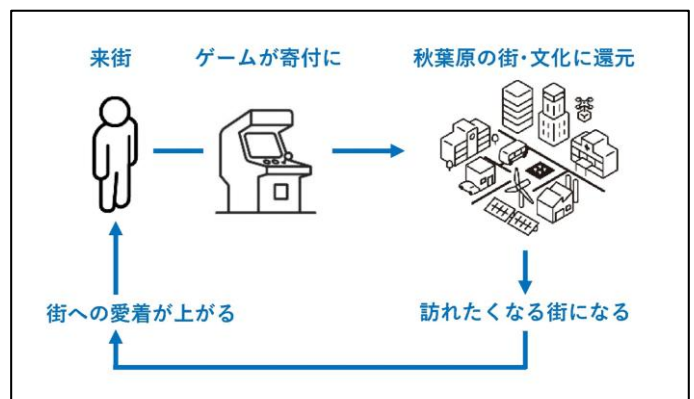 来街
ゲームが寄付に
秋葉原の街・文化に還元
街への愛着が上がる
訪れたくなる街になる